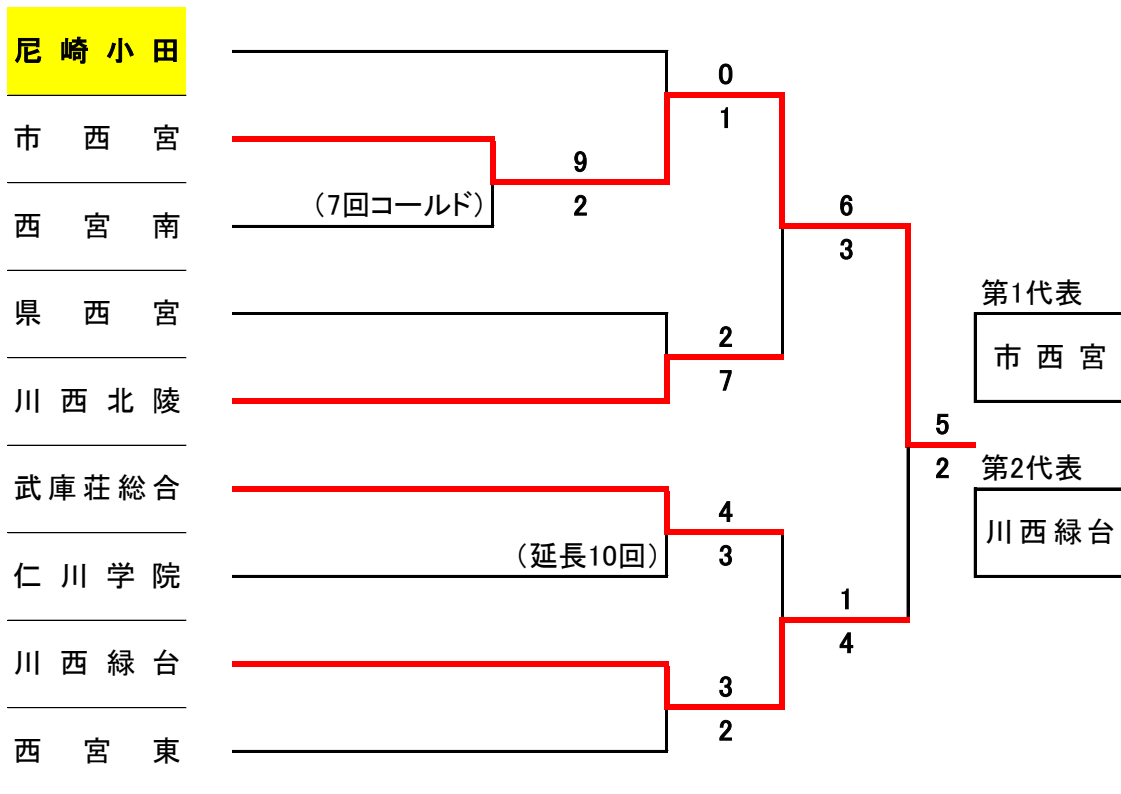 尼崎小田
0
1
市西宮
9
(7回コールド)
2
西宮南
6
3
県西宮
第1代表
2
市西宮
7
川西北陵
5
2
第2代表
武庫荘総合
4
川西緑台
(延長10回)
3
仁川学院
1
4
川西緑台
3
2
西宮東